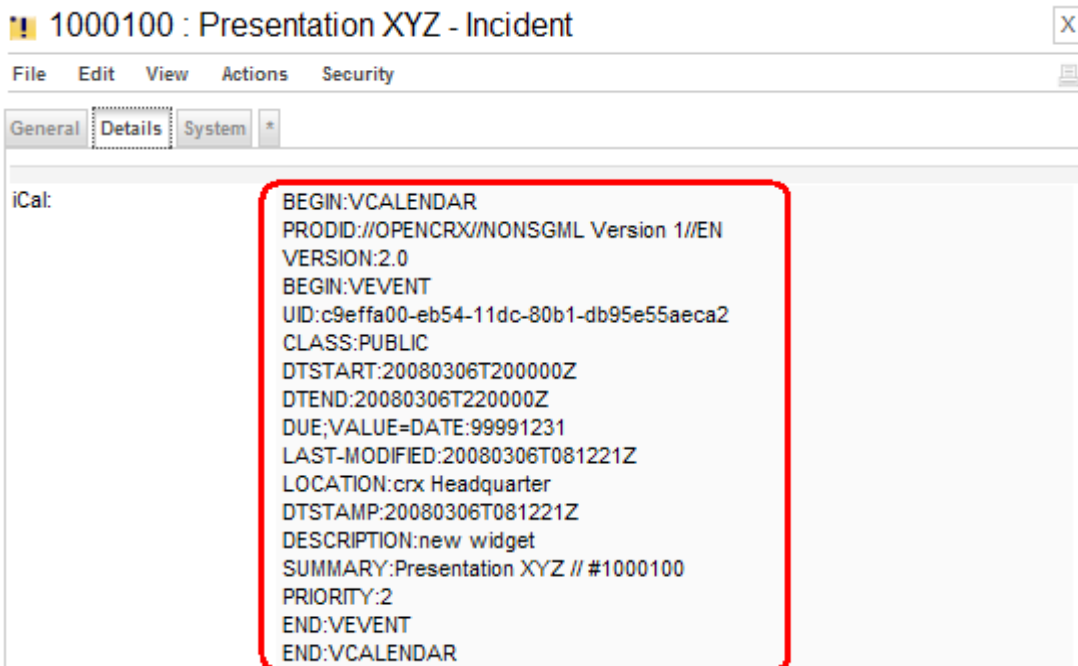 1000100 : Presentation XYZ - Incident
X
File Edit View Actions Security
General Details System *
iCal:
BEGIN:VCALENDAR
PRODID://OPENCRX//NONSGML Version 1//EN
VERSION:2.0
BEGIN:VEVENT
UID:c9effa00-eb54-11dc-80b1-db95e55aeca2
CLASS:PUBLIC
DTSTART:20080306T200000Z
DTEND:20080306T220000Z
DUE;VALUE=DATE:99991231
LAST-MODIFIED:20080306T081221Z
LOCATION:crx Headquarter
DTSTAMP:20080306T081221Z
DESCRIPTION:new widget
SUMMARY:Presentation XYZ // #1000100
PRIORITY:2
END:VEVENT
END:VCALENDAR